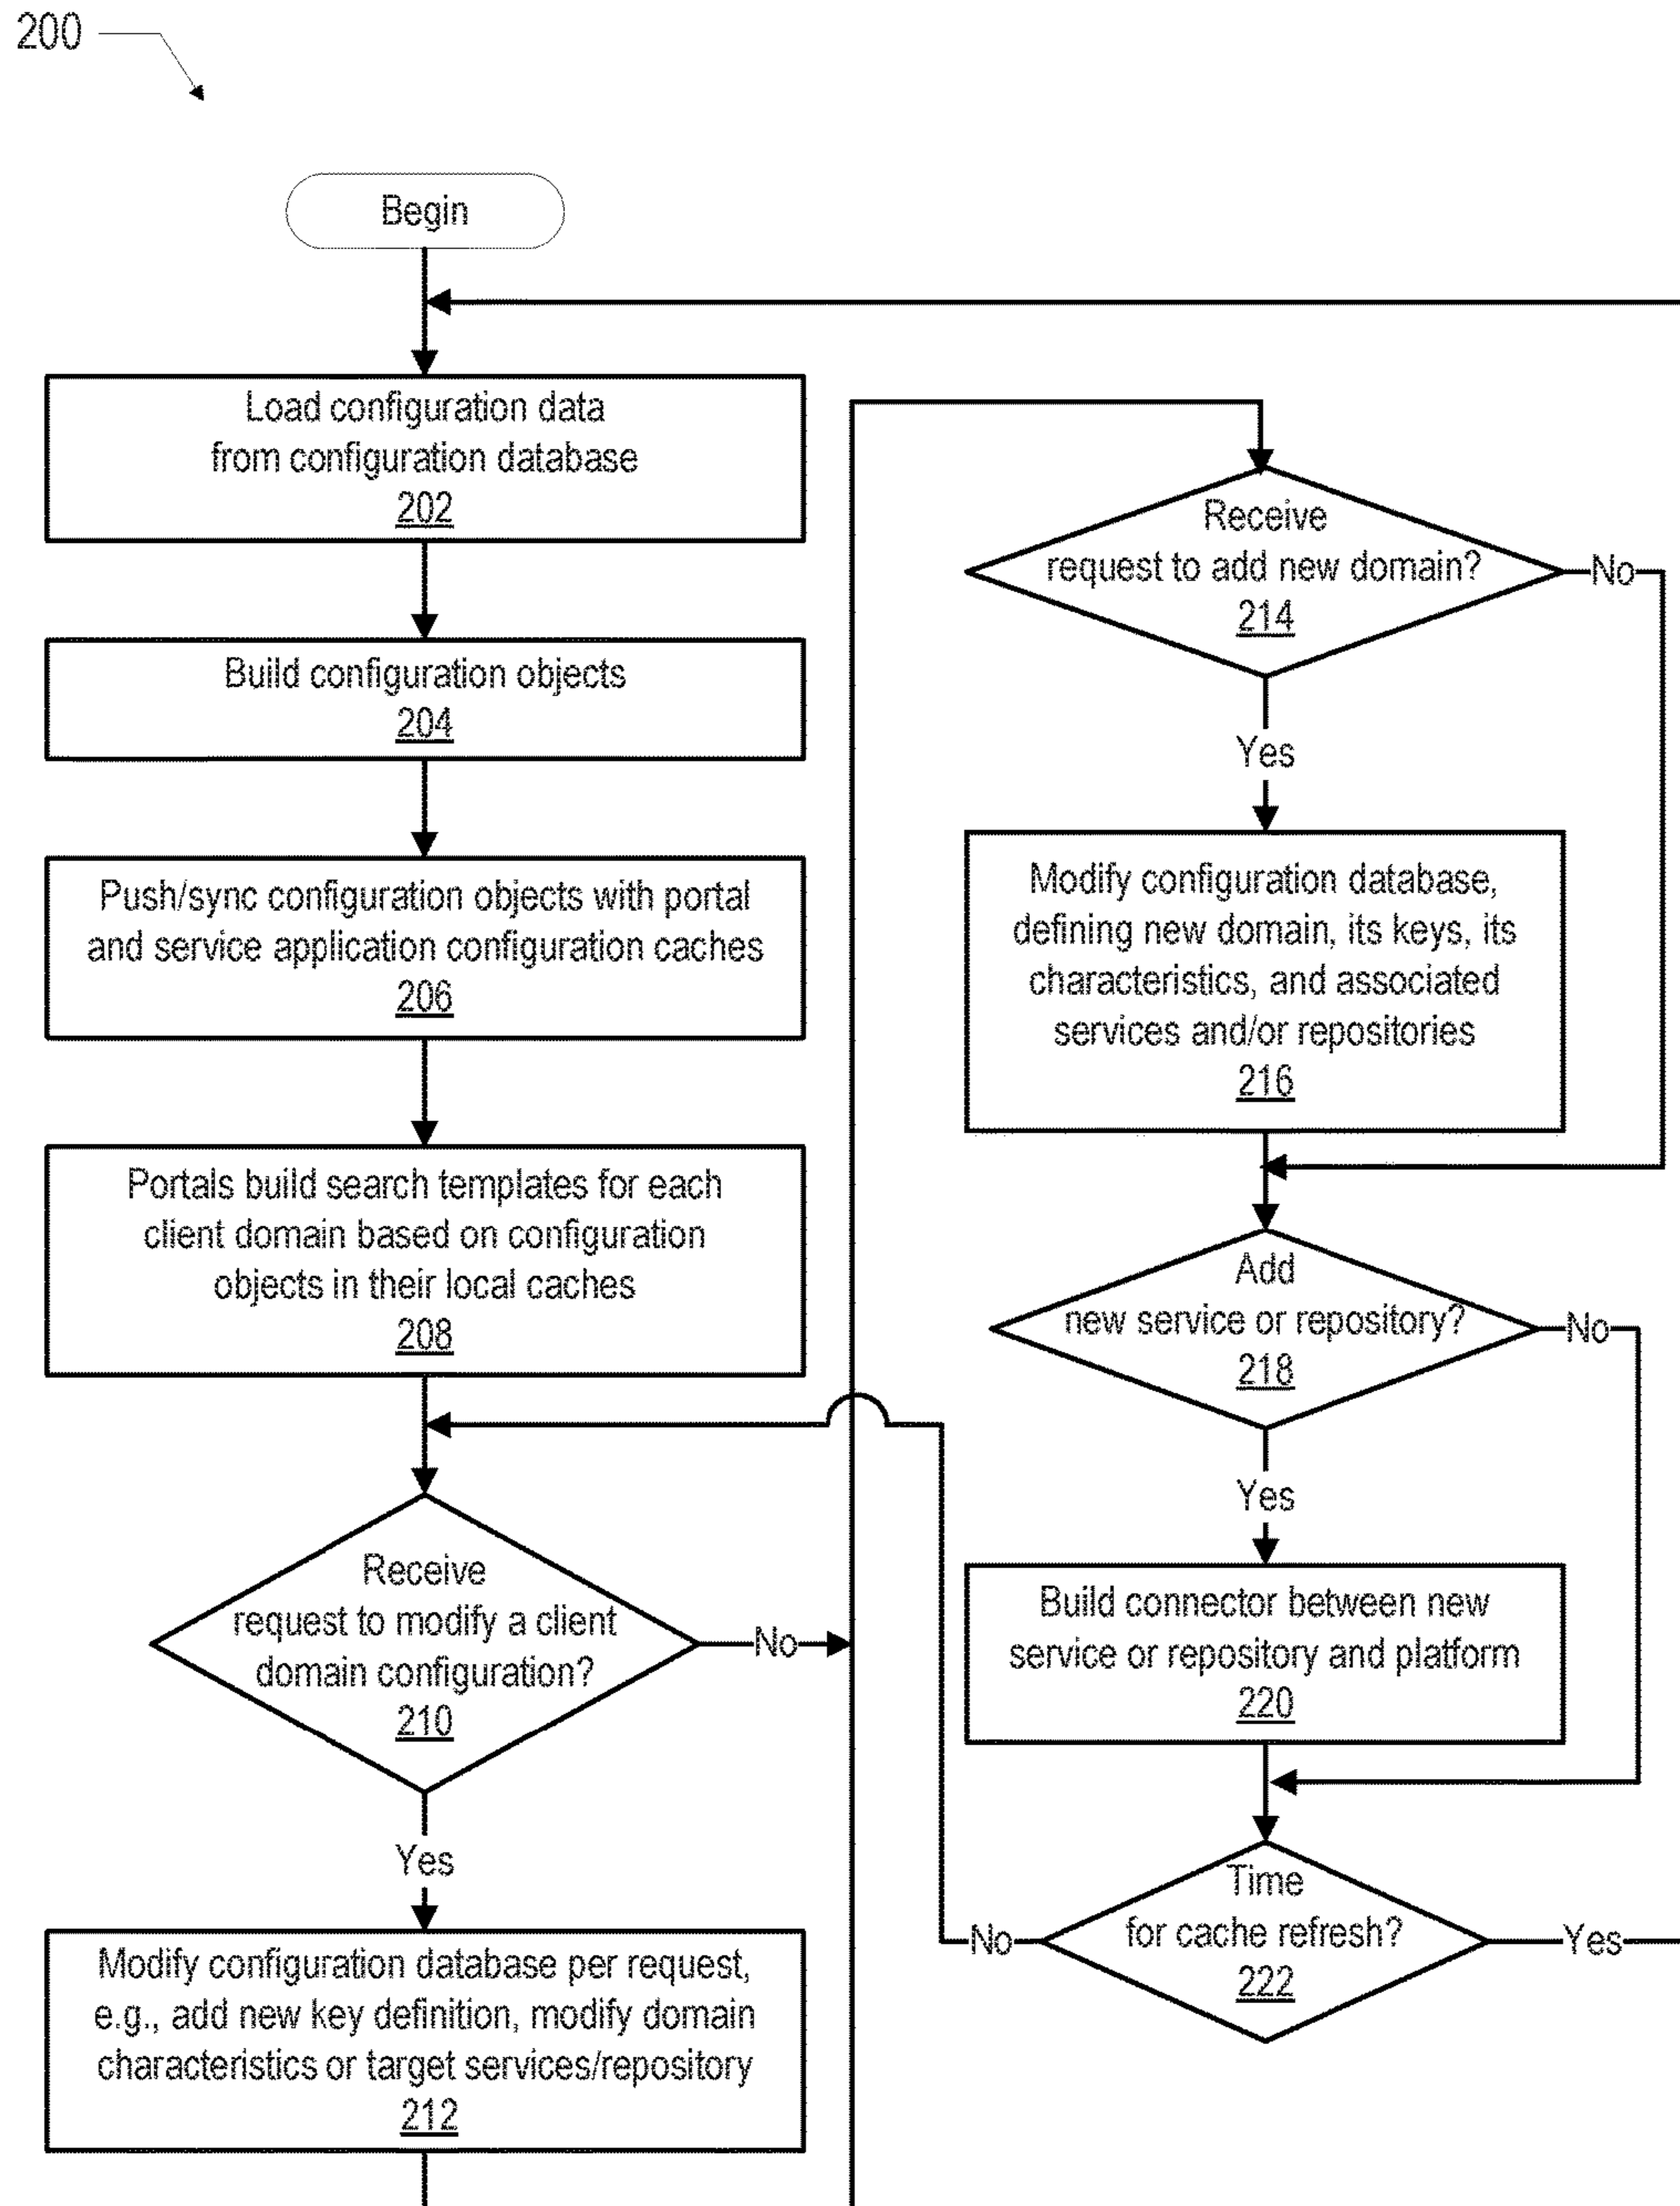 200
Begin
Load configuration data
from configuration database
202
Build configuration objects
204
Push/sync configuration objects with portal
and service application configuration caches
206
Portals build search templates for each
client domain based on configuration
objects in their local caches
208
Receive
request to modify a client
domain configuration?
210
No
Yes
Modify configuration database per request,
e.g., add new key definition, modify domain
characteristics or target services/repository
212
Receive
request to add new domain?
214
No
Yes
Modify configuration database,
defining new domain, its keys, its
characteristics, and associated
services and/or repositories
216
Add
new service or repository?
218
No
Yes
Build connector between new
service or repository and platform
220
Time
for cache refresh?
222
No
Yes